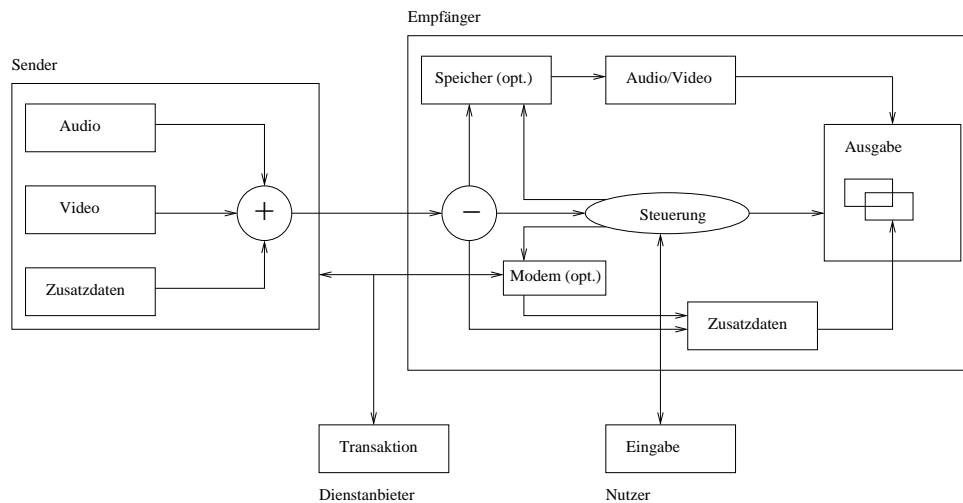 Empfänger
Sender
Speicher (opt.)
Audio/Video
Audio
Ausgabe
Video
+
−
Steuerung
Zusatzdaten
Modem (opt.)
Zusatzdaten
Transaktion
Eingabe
Dienstanbieter
Nutzer